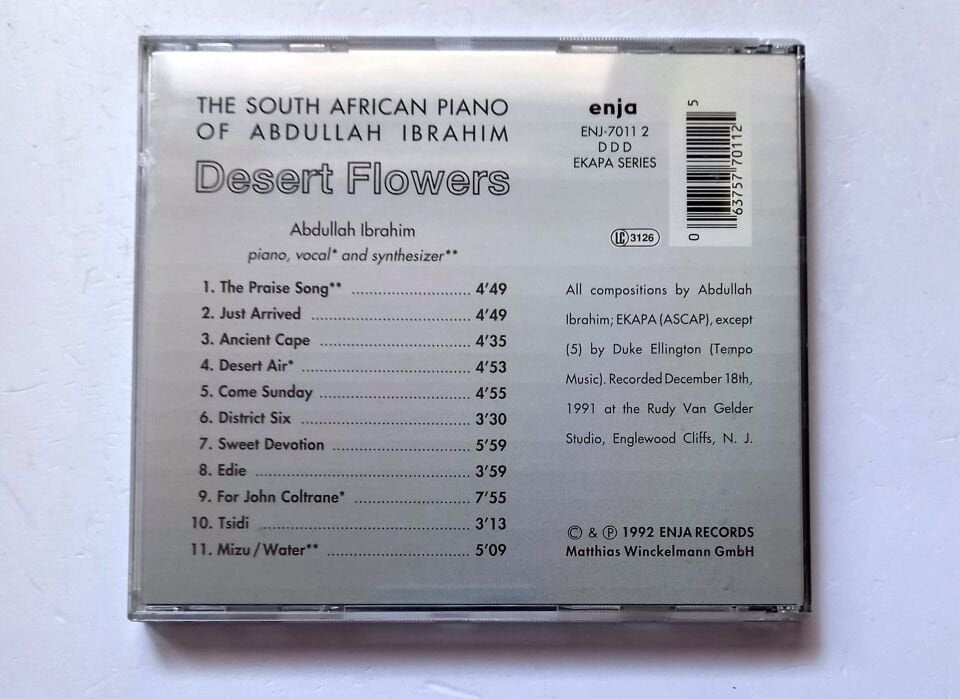 THE SOUTH AFRICAN PIANO
OF ABDULLAH IBRAHIM
Desert Flowers
Abdullah Ibrahim
piano, vocal* and synthesizer**
1. The Praise Song** 4'49
2. Just Arrived 4'49
3. Ancient Cape 4'35
4. Desert Air* 4'53
5. Come Sunday 4'55
6. District Six 3'30
7. Sweet Devotion 5'59
8. Edie 3'59
9. For John Coltrane* 7'55
10. Tsidi 3'13
11. Mizu / Water** 5'09
enja
ENJ-7011 2
D D D
EKAPA SERIES
LC 3126
0 63757 70112 5
All compositions by Abdullah
Ibrahim; EKAPA (ASCAP), except
(5) by Duke Ellington (Tempo
Music). Recorded December 18th,
1991 at the Rudy Van Gelder
Studio, Englewood Cliffs, N. J.
© & ℗ 1992 ENJA RECORDS
Matthias Winckelmann GmbH